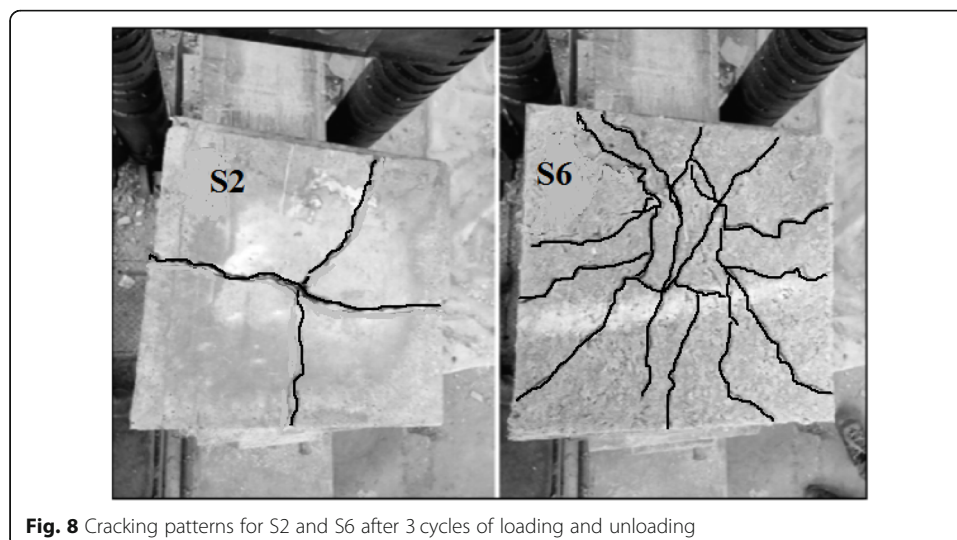 S2
S6
Fig. 8 Cracking patterns for S2 and S6 after 3 cycles of loading and unloading